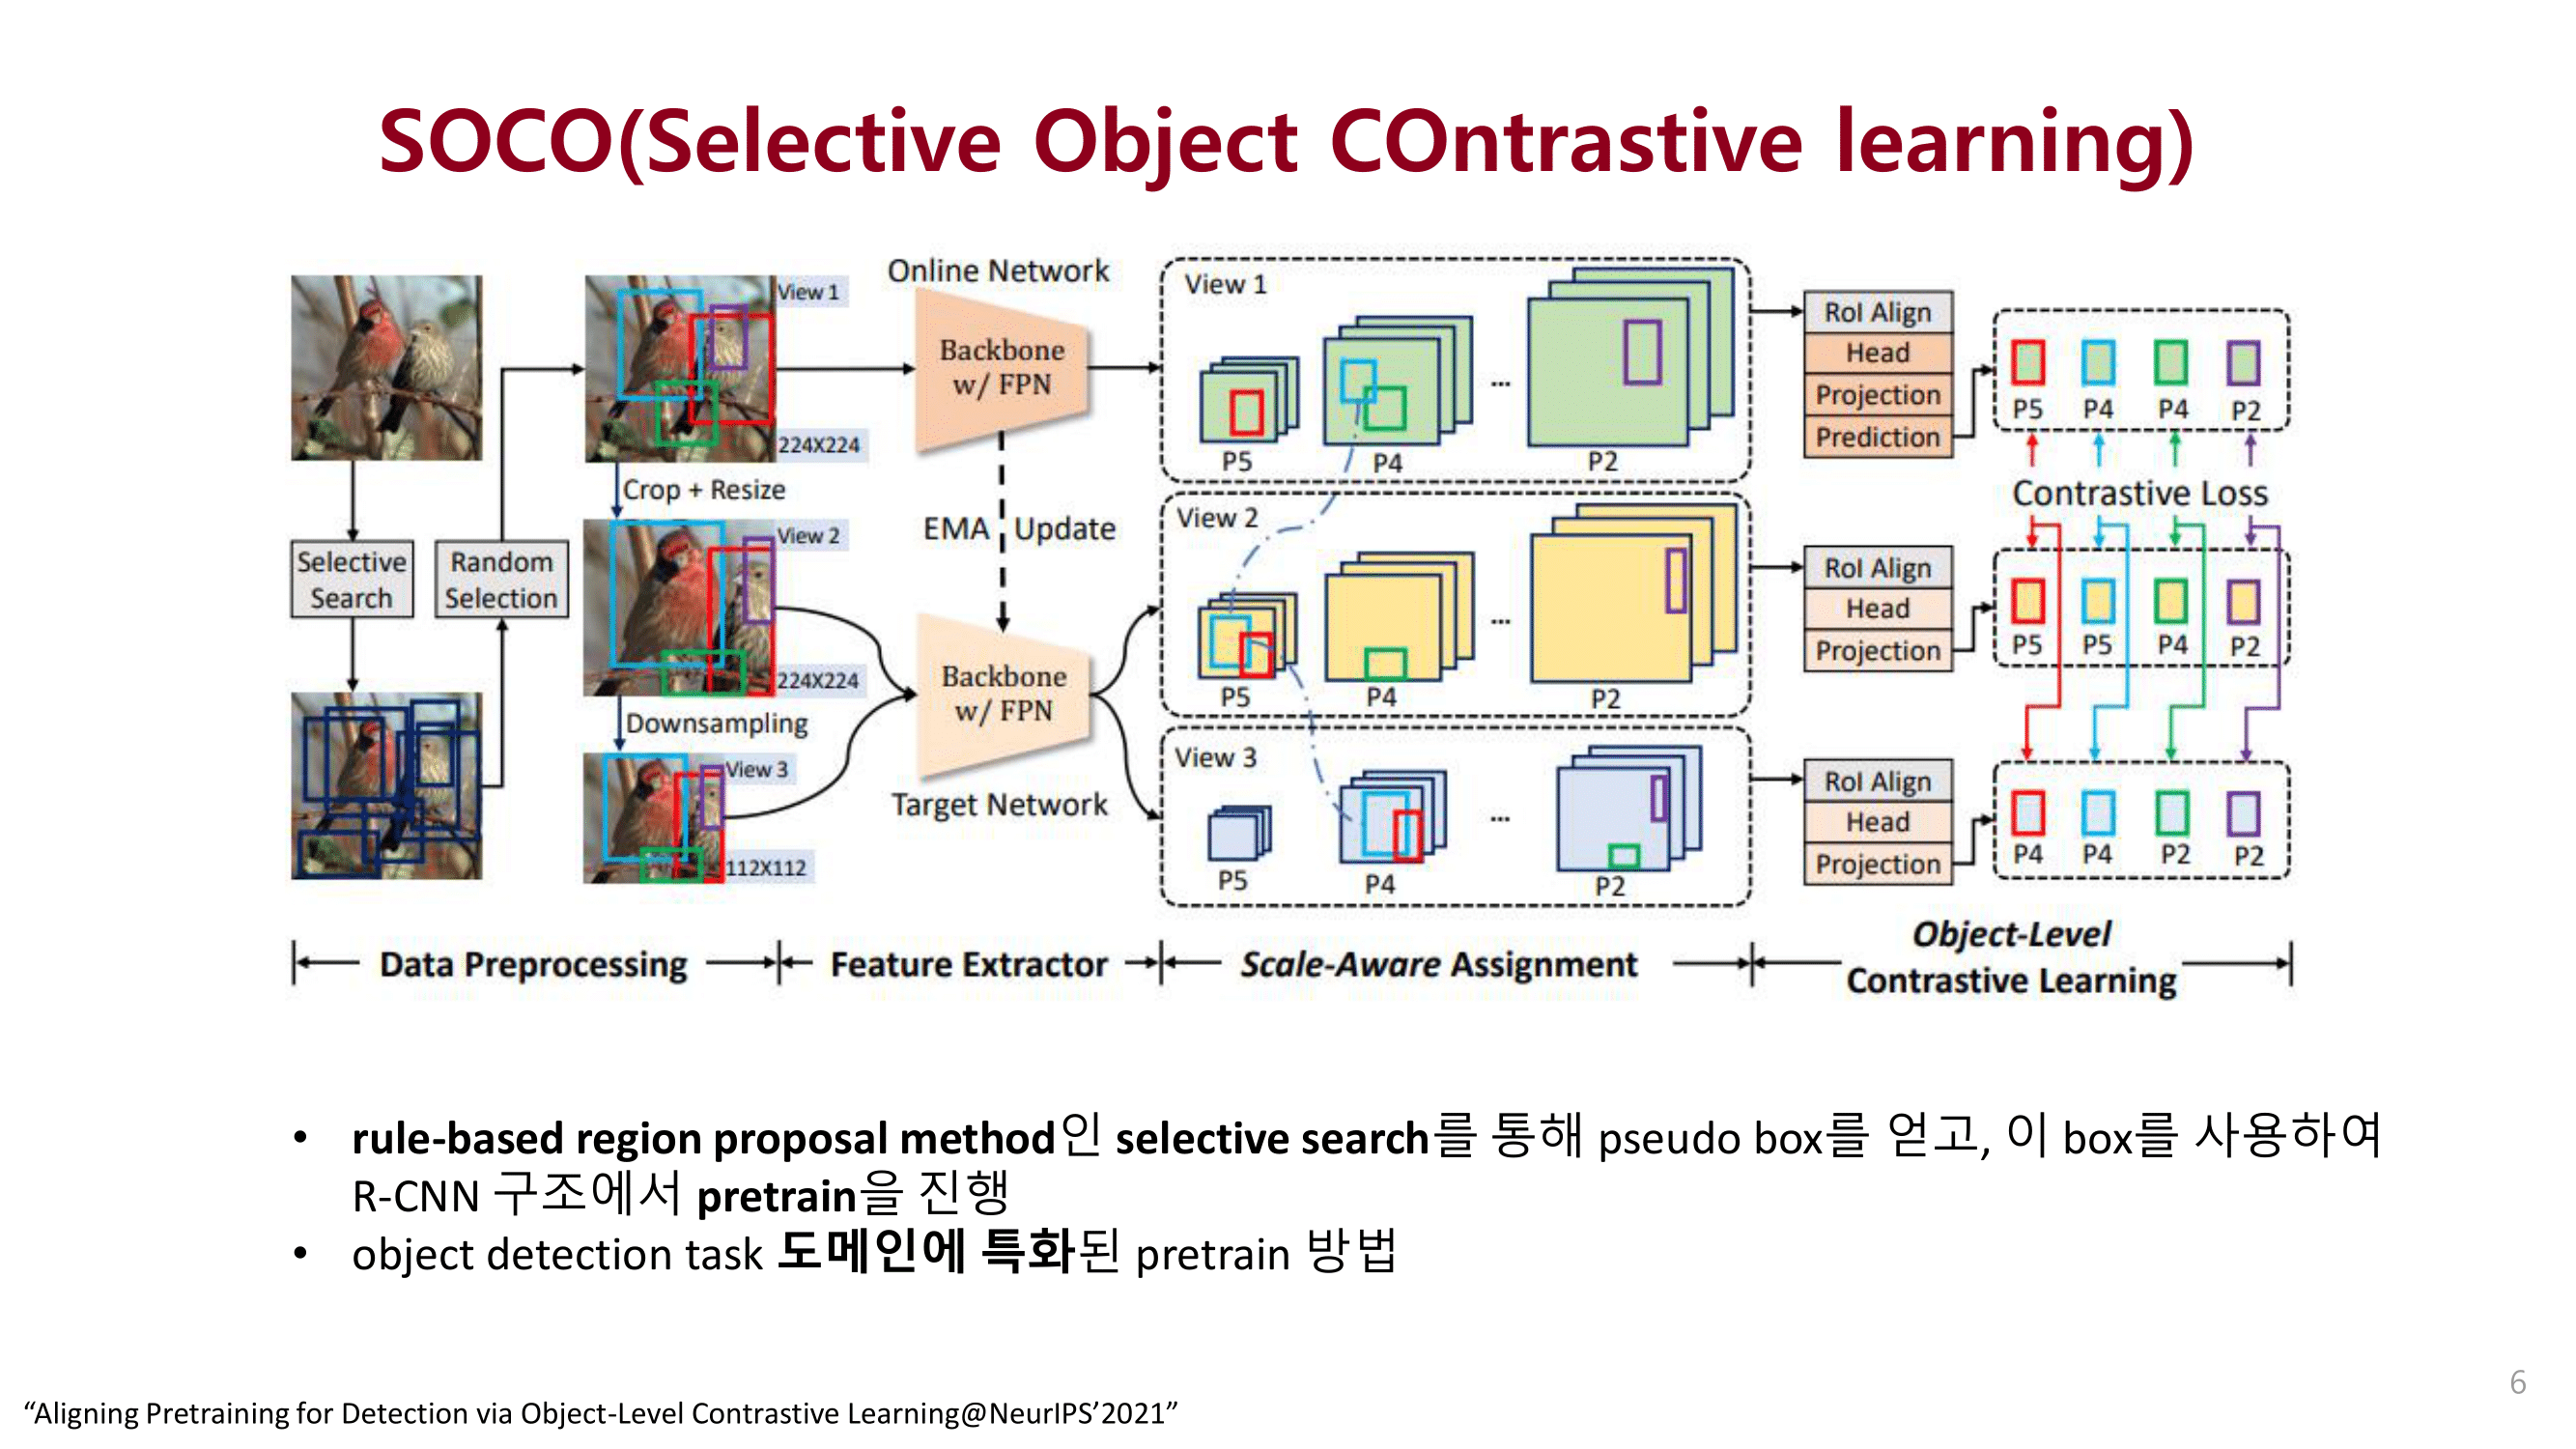 SOCO(Selective Object COntrastive learning)
View 1
224X224
Crop + Resize
View 2
224X224
Downsampling
View 3
112X112
Selective
Search
Random
Selection
Online Network
Backbone
w/ FPN
EMA Update
Backbone
w/ FPN
Target Network
View 1
P5
P4
...
P2
View 2
P5
P4
...
P2
View 3
P5
P4
...
P2
RoI Align
Head
Projection
Prediction
RoI Align
Head
Projection
RoI Align
Head
Projection
P5 P4 P4 P2
Contrastive Loss
P5 P5 P4 P2
P4 P4 P2 P2
Data Preprocessing
Feature Extractor
Scale-Aware Assignment
Object-Level
Contrastive Learning
• rule-based region proposal method인 selective search를 통해 pseudo box를 얻고, 이 box를 사용하여
R-CNN 구조에서 pretrain을 진행
• object detection task 도메인에 특화된 pretrain 방법
6
“Aligning Pretraining for Detection via Object-Level Contrastive Learning@NeurIPS’2021”